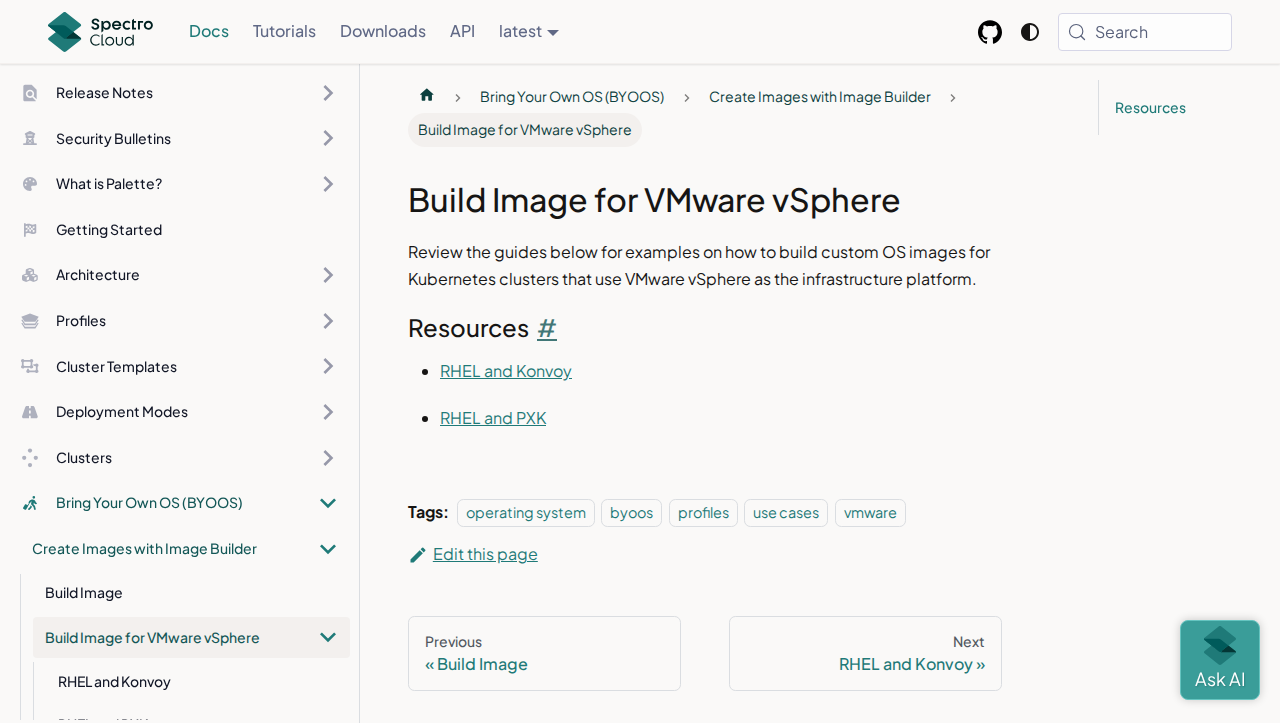 Spectro
Cloud
Docs
Tutorials
Downloads
API
latest
Search
Release Notes
Security Bulletins
What is Palette?
Getting Started
Architecture
Profiles
Cluster Templates
Deployment Modes
Clusters
Bring Your Own OS (BYOOS)
Create Images with Image Builder
Build Image
Build Image for VMware vSphere
RHEL and Konvoy
RHEL and PXK
Bring Your Own OS (BYOOS)
Create Images with Image Builder
Build Image for VMware vSphere
Build Image for VMware vSphere
Review the guides below for examples on how to build custom OS images for
Kubernetes clusters that use VMware vSphere as the infrastructure platform.
Resources #
RHEL and Konvoy
RHEL and PXK
Tags: operating system byoos profiles use cases vmware
Edit this page
Previous
« Build Image
Next
RHEL and Konvoy »
Resources
Ask AI